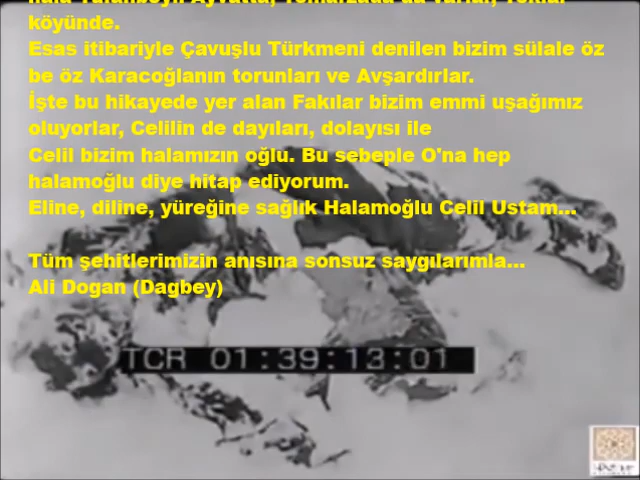 köyünde.
Esas itibariyle Çavuşlu Türkmeni denilen bizim sülale öz
be öz Karacoğlanın torunları ve Avşardırlar.
İşte bu hikayede yer alan Fakılar bizim emmi uşağımız
oluyorlar, Celilin de dayıları, dolayısı ile
Celil bizim halamızın oğlu. Bu sebeple O'na hep
halamoğlu diye hitap ediyorum.
Eline, diline, yüreğine sağlık Halamoğlu Celil Ustam...
Tüm şehitlerimizin anısına sonsuz saygılarımla...
Ali Dogan (Dagbey)
TCR 01:39:13:01